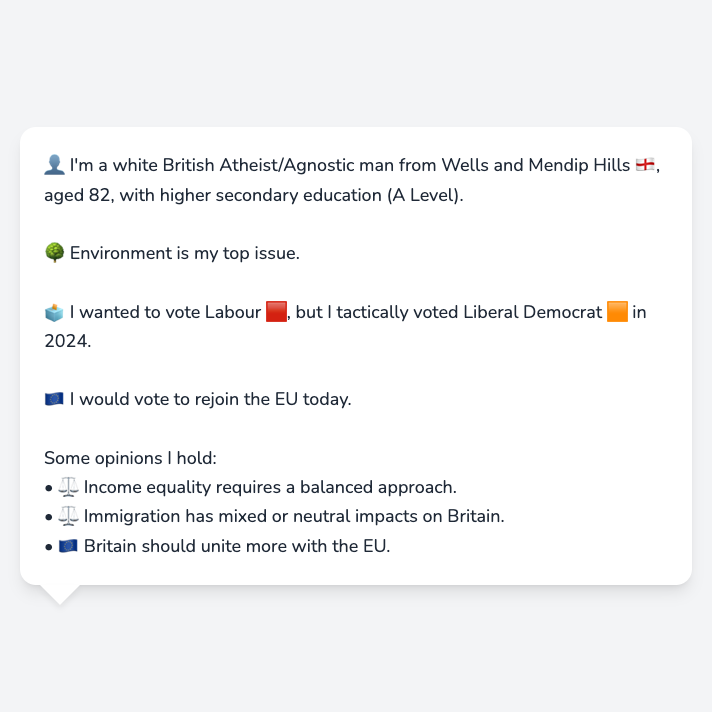 👤 I'm a white British Atheist/Agnostic man from Wells and Mendip Hills 🏴󠁧󠁢󠁥󠁮󠁧󠁿,
aged 82, with higher secondary education (A Level).
🌳 Environment is my top issue.
🗳️ I wanted to vote Labour 🟥, but I tactically voted Liberal Democrat 🟧 in
2024.
🇪🇺 I would vote to rejoin the EU today.
Some opinions I hold:
• ⚖️ Income equality requires a balanced approach.
• ⚖️ Immigration has mixed or neutral impacts on Britain.
• 🇪🇺 Britain should unite more with the EU.